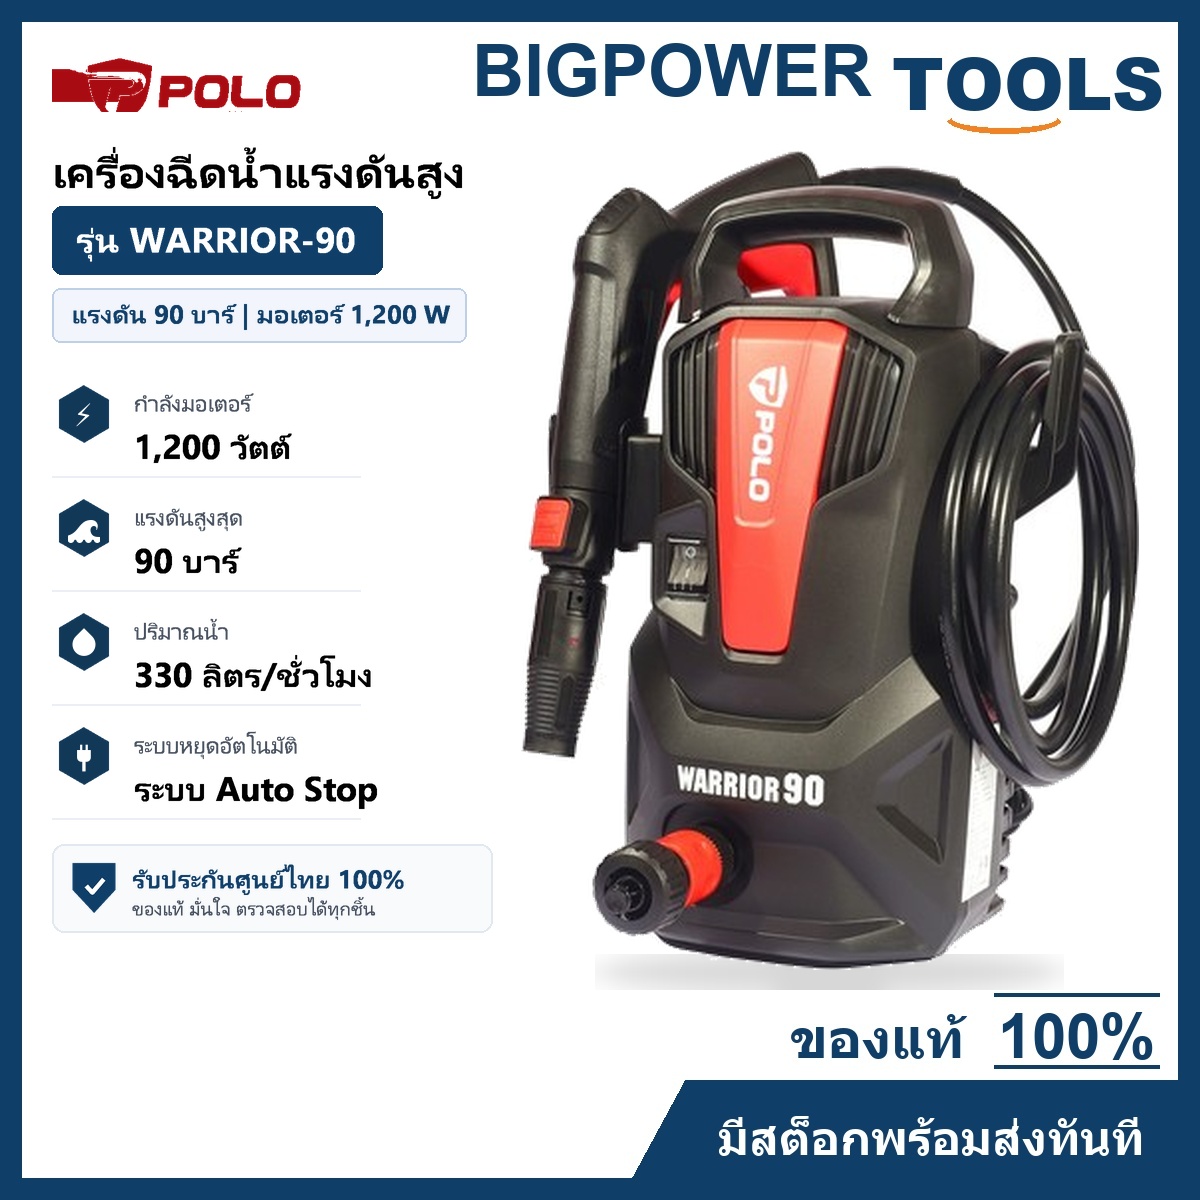 POLO
BIGPOWER TOOLS
เครื่องฉีดน้ำแรงดันสูง
รุ่น WARRIOR-90
แรงดัน 90 บาร์ | มอเตอร์ 1,200 W
กำลังมอเตอร์
1,200 วัตต์
แรงดันสูงสุด
90 บาร์
ปริมาณน้ำ
330 ลิตร/ชั่วโมง
ระบบหยุดอัตโนมัติ
ระบบ Auto Stop
รับประกันศูนย์ไทย 100%
ของแท้ มั่นใจ ตรวจสอบได้ทุกชิ้น
POLO
WARRIOR 90
ของแท้ 100%
มีสต็อกพร้อมส่งทันที